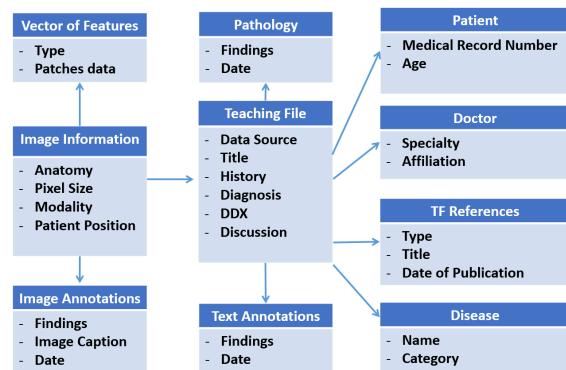 Vector of Features
- Type
- Patches data
Pathology
- Findings
- Date
Patient
- Medical Record Number
- Age
Image Information
- Anatomy
- Pixel Size
- Modality
- Patient Position
Teaching File
- Data Source
- Title
- History
- Diagnosis
- DDX
- Discussion
Doctor
- Specialty
- Affiliation
TF References
- Type
- Title
- Date of Publication
Image Annotations
- Findings
- Image Caption
- Date
Text Annotations
- Findings
- Date
Disease
- Name
- Category